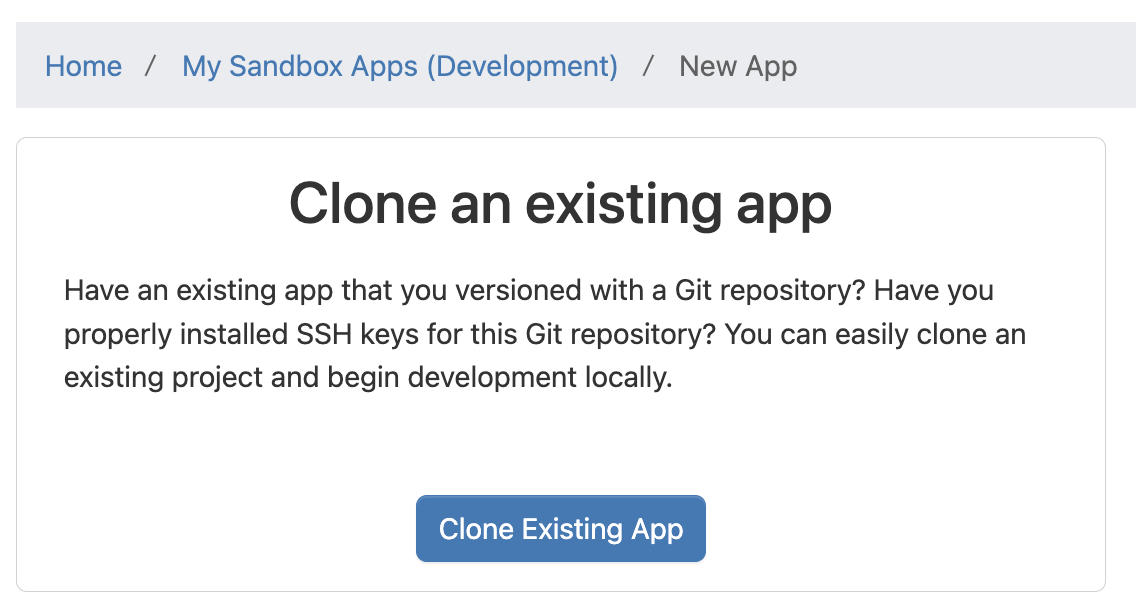 Home / My Sandbox Apps (Development) / New App
Clone an existing app
Have an existing app that you versioned with a Git repository? Have you
properly installed SSH keys for this Git repository? You can easily clone an
existing project and begin development locally.
Clone Existing App